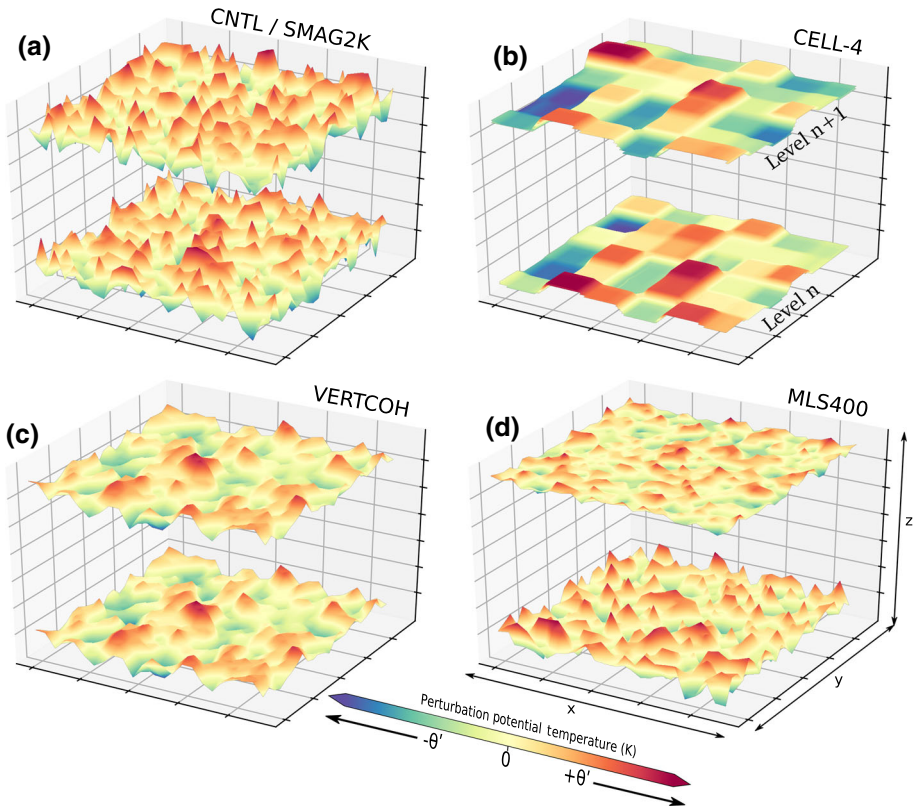 (a)
CNTL / SMAG2K
(b)
CELL-4
Level n+1
Level n
(c)
VERTCOH
(d)
MLS400
z
y
x
Perturbation potential temperature (K)
-θ'
0
+θ'